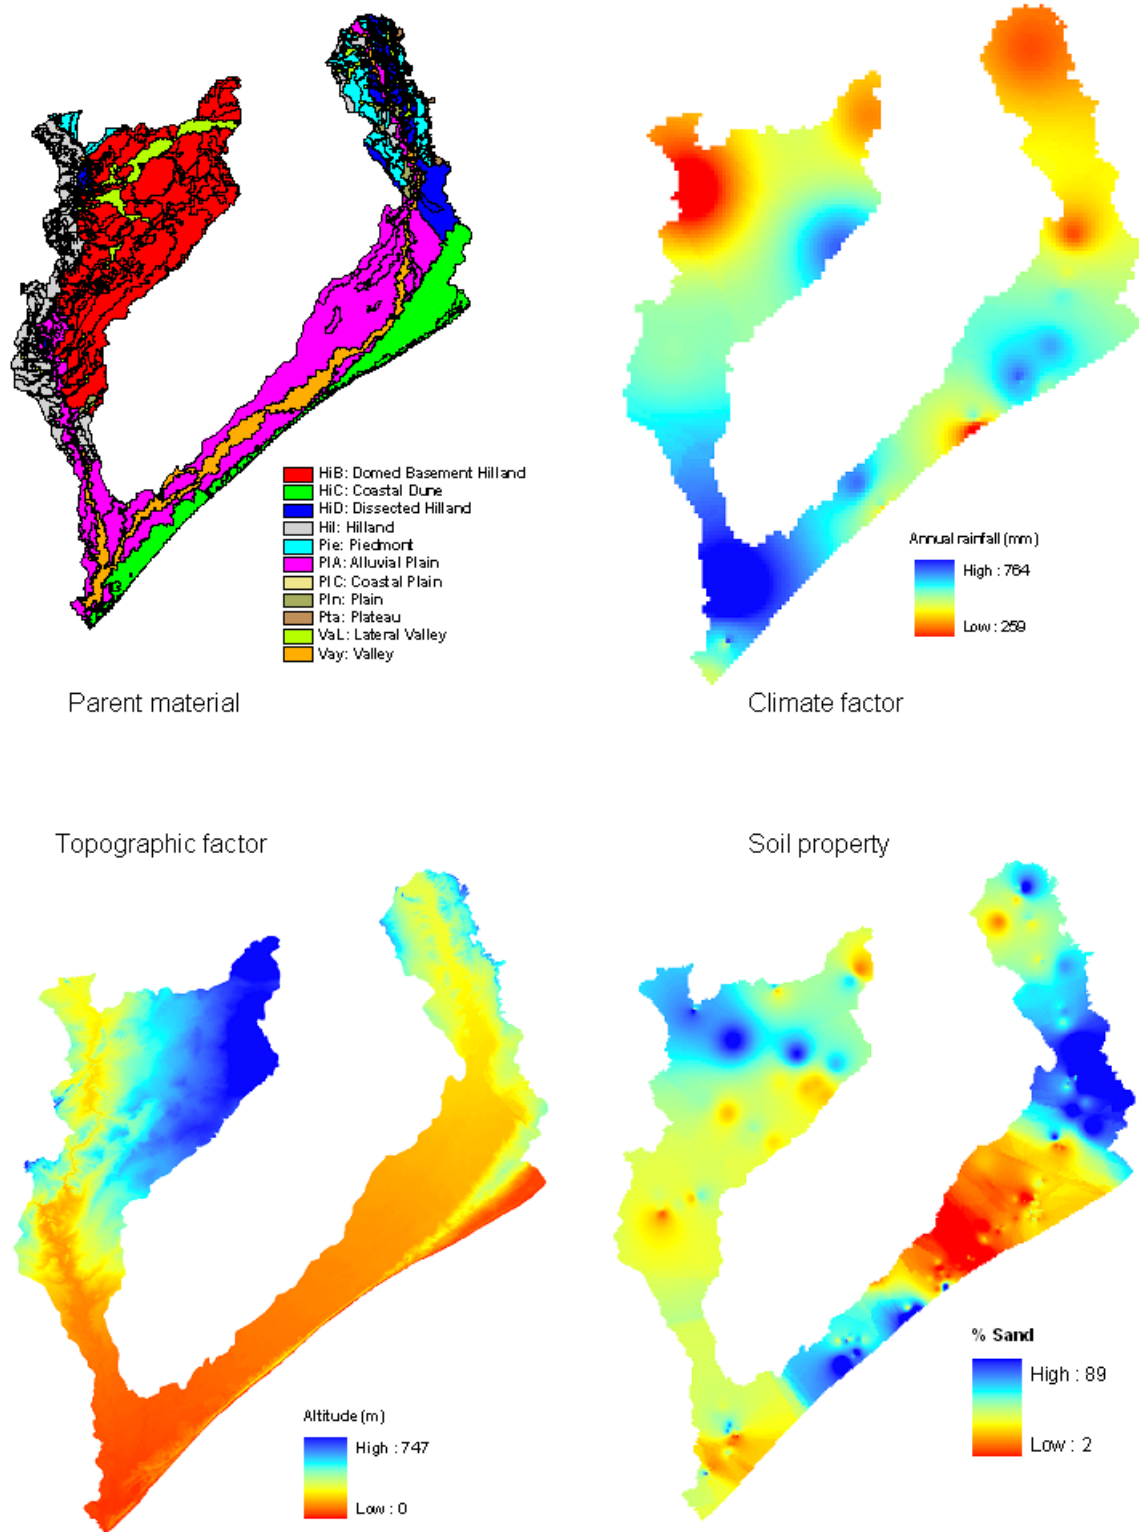 HiB: Domed Basement Hilland
HiC: Coastal Dune
HiD: Dissected Hilland
Hil: Hilland
Pie: Piedmont
PlA: Alluvial Plain
PlC: Coastal Plain
Pln: Plain
Pta: Plateau
VaL: Lateral Valley
Vay: Valley
Parent material
Annual rainfall (mm)
High : 764
Low : 259
Climate factor
Topographic factor
Altitude (m)
High : 747
Low : 0
Soil property
% Sand
High : 89
Low : 2